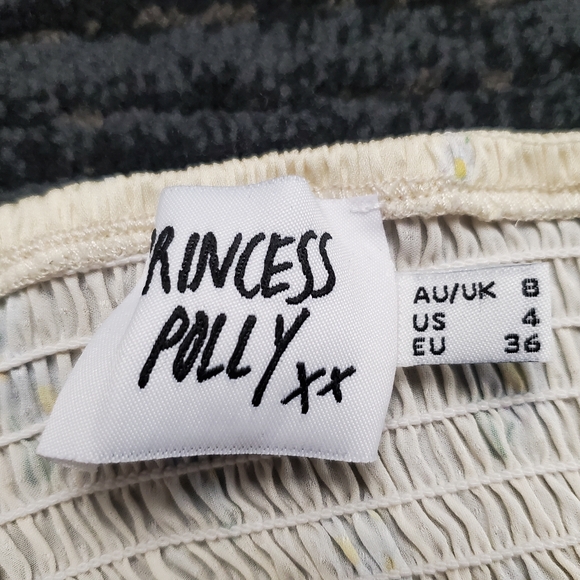 PRINCESS
POLLY xx
AU/UK 8
US 4
EU 36